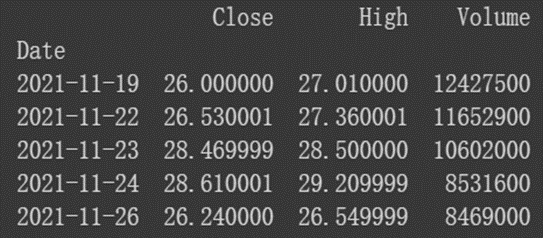 Close High Volume
Date
2021-11-19 26.000000 27.010000 12427500
2021-11-22 26.530001 27.360001 11652900
2021-11-23 28.469999 28.500000 10602000
2021-11-24 28.610001 29.209999 8531600
2021-11-26 26.240000 26.549999 8469000